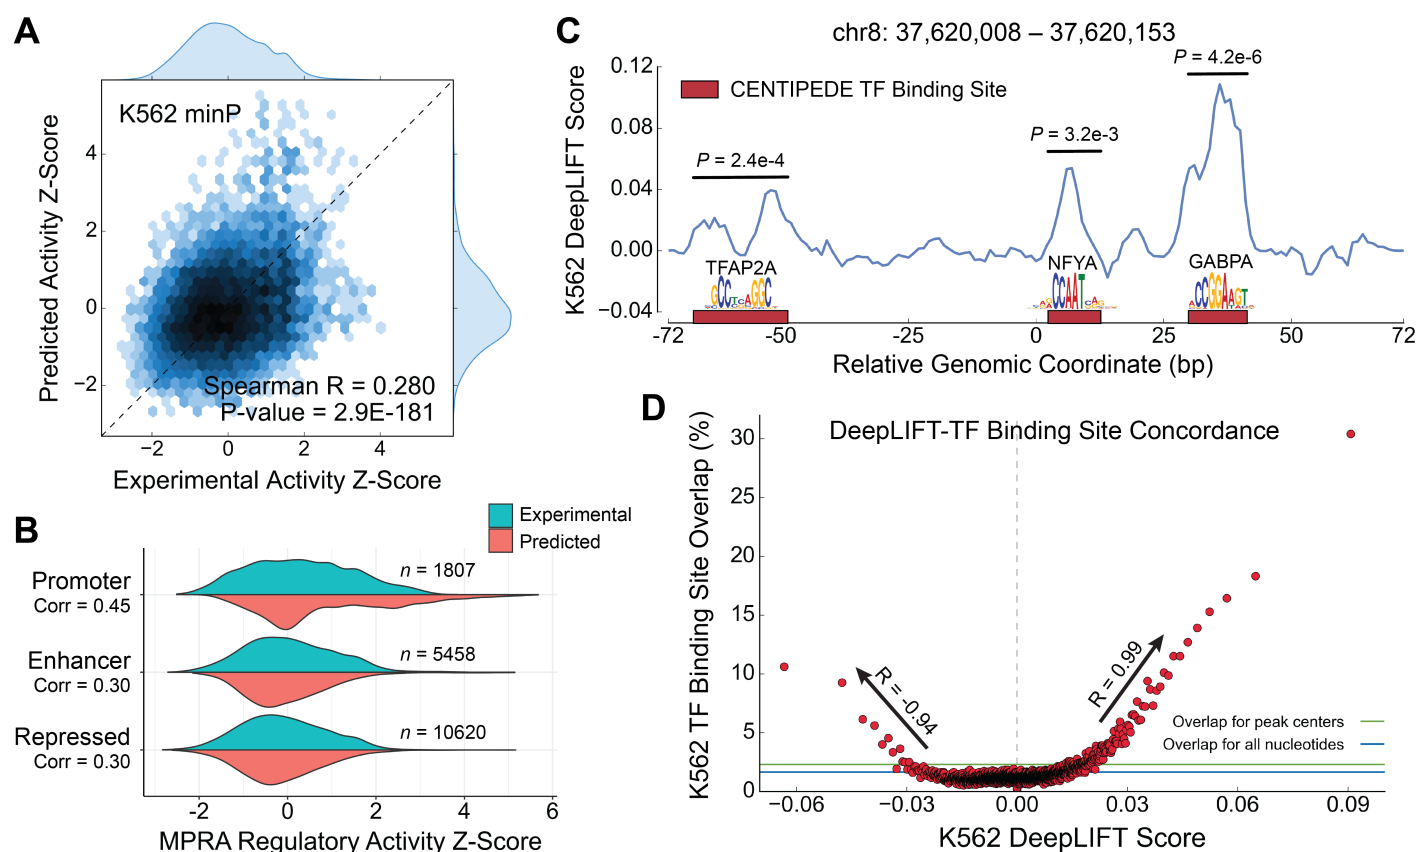 A
K562 minP
Predicted Activity Z-Score
4
2
0
−2
Spearman R = 0.280
P-value = 2.9E-181
−2
0
2
4
Experimental Activity Z-Score
B
Experimental
Predicted
Promoter
Corr = 0.45
n = 1807
Enhancer
Corr = 0.30
n = 5458
Repressed
Corr = 0.30
n = 10620
-2
0
2
4
6
MPRA Regulatory Activity Z-Score
C
chr8: 37,620,008 – 37,620,153
K562 DeepLIFT Score
0.12
0.08
0.04
0.00
−0.04
CENTIPEDE TF Binding Site
P = 2.4e-4
P = 3.2e-3
P = 4.2e-6
TFAP2A
NFYA
GABPA
-72
-50
-25
0
25
50
72
Relative Genomic Coordinate (bp)
D
DeepLIFT-TF Binding Site Concordance
K562 TF Binding Site Overlap (%)
30
25
20
15
10
5
0
R = -0.94
R = 0.99
Overlap for peak centers
Overlap for all nucleotides
−0.06
−0.03
0.00
0.03
0.06
0.09
K562 DeepLIFT Score